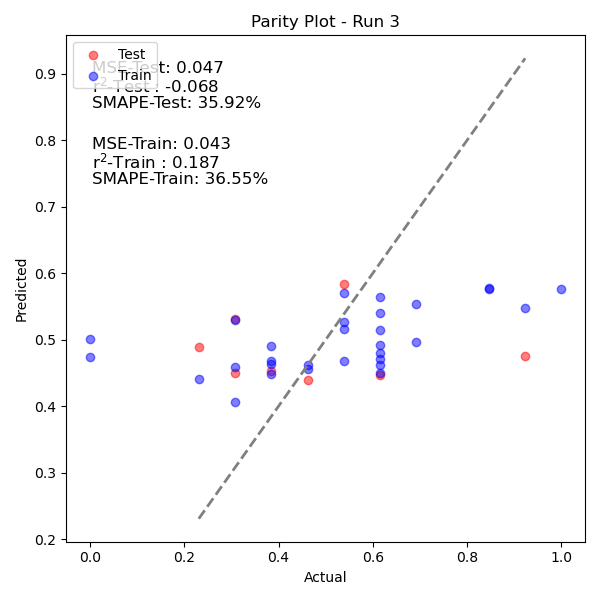 Parity Plot - Run 3
Test
Train
MSE-Test: 0.047
r²-Test : -0.068
SMAPE-Test: 35.92%
MSE-Train: 0.043
r²-Train : 0.187
SMAPE-Train: 36.55%
0.9
0.8
0.7
0.6
0.5
0.4
0.3
0.2
Predicted
0.0 0.2 0.4 0.6 0.8 1.0
Actual